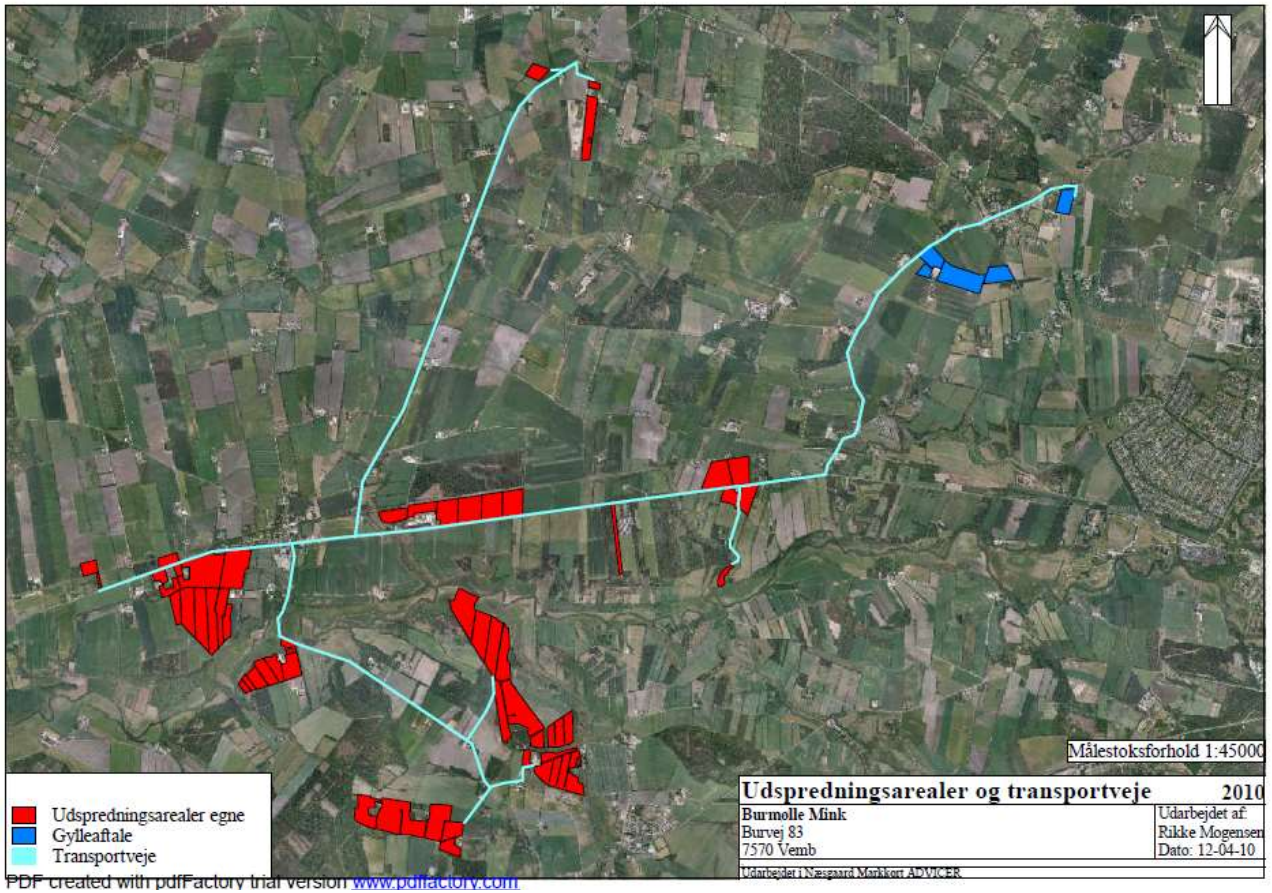 Målestoksforhold 1:45000
Udspredningsarealer egne
Gylleaftale
Transportveje
Udspredningsarealer og transportveje 2010
Burmølle Mink
Burvej 83
7570 Vemb
Udarbejdet af:
Rikke Mogensen
Dato: 12-04-10
Udarbejdet i Næsgaard Markkort ADVICER
PDF created with pdfFactory trial version www.pdffactory.com